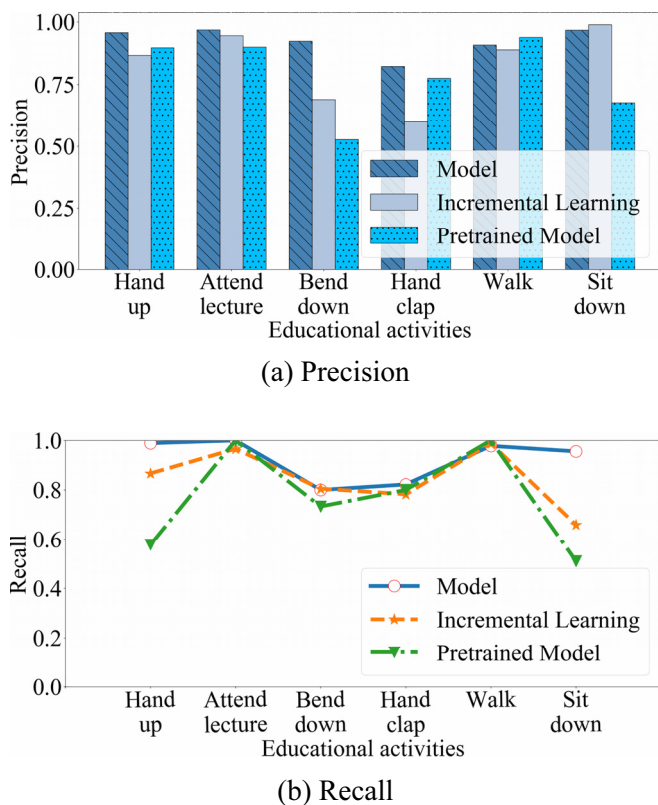 1.00
0.75
0.50
0.25
0.00
Precision
Model
Incremental Learning
Pretrained Model
Hand up
Attend lecture
Bend down
Hand clap
Walk
Sit down
Educational activities
(a) Precision
1.0
0.8
0.6
0.4
0.2
0.0
Recall
Model
Incremental Learning
Pretrained Model
Hand up
Attend lecture
Bend down
Hand clap
Walk
Sit down
Educational activities
(b) Recall